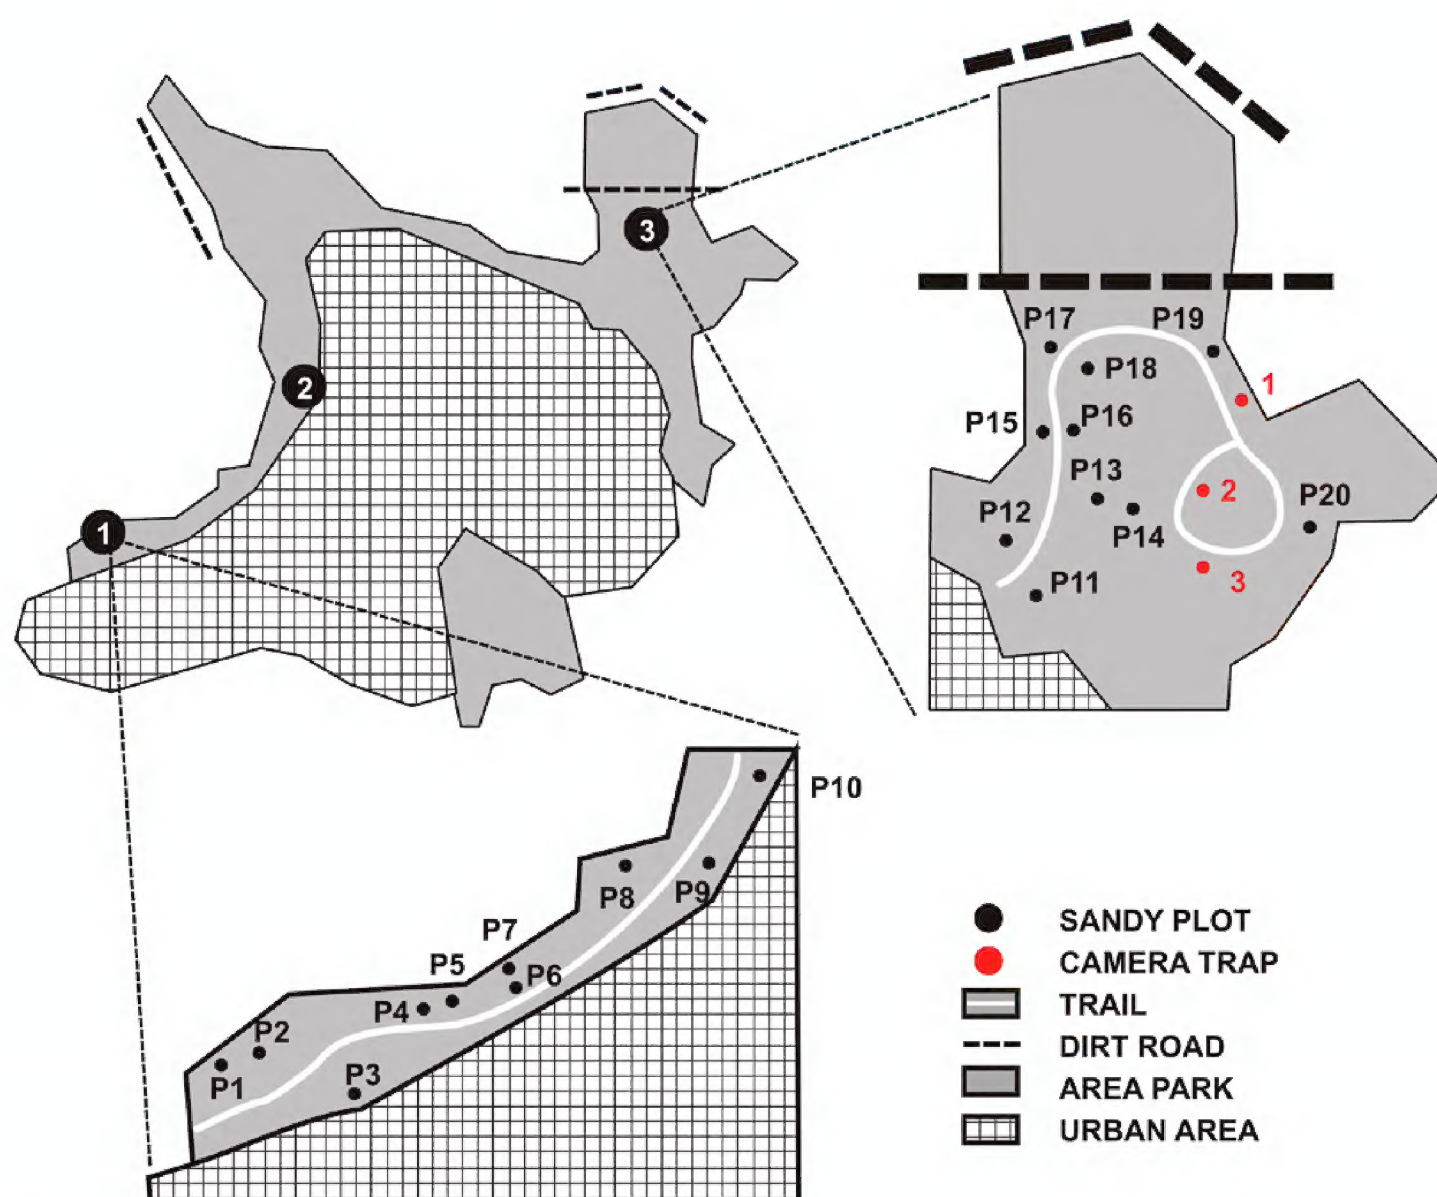 3
2
1
P17
P19
P18
1
P15
P16
P13
2
P12
P14
P20
P11
3
P10
P8
P9
P7
P5
P6
P4
P2
P1
P3
SANDY PLOT
CAMERA TRAP
TRAIL
DIRT ROAD
AREA PARK
URBAN AREA